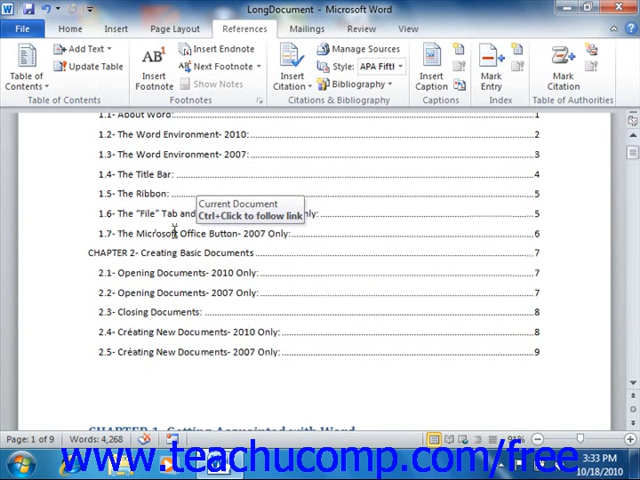 LongDocument - Microsoft Word
File Home Insert Page Layout References Mailings Review View
Table of Contents
Add Text
Update Table
Table of Contents
AB¹
Insert Footnote
Insert Endnote
Next Footnote
Show Notes
Footnotes
Insert Citation
Manage Sources
Style: APA Fifth
Bibliography
Citations & Bibliography
Insert Caption
Captions
Mark Entry
Index
Mark Citation
Table of Authorities
1.1- About Word: 1
1.2- The Word Environment- 2010: 2
1.3- The Word Environment- 2007: 3
1.4- The Title Bar: 4
1.5- The Ribbon: 5
Current Document
Ctrl+Click to follow link
1.6- The “File” Tab and nly: 5
1.7- The Microsoft Office Button- 2007 Only: 6
CHAPTER 2- Creating Basic Documents 7
2.1- Opening Documents- 2010 Only: 7
2.2- Opening Documents- 2007 Only: 7
2.3- Closing Documents: 8
2.4- Creating New Documents- 2010 Only: 8
2.5- Creating New Documents- 2007 Only: 9
CHAPTER 1- Getting Acquainted with Word
Page: 1 of 9 Words: 4,268 91%
www.teachucomp.com/free
3:33 PM
10/18/2010